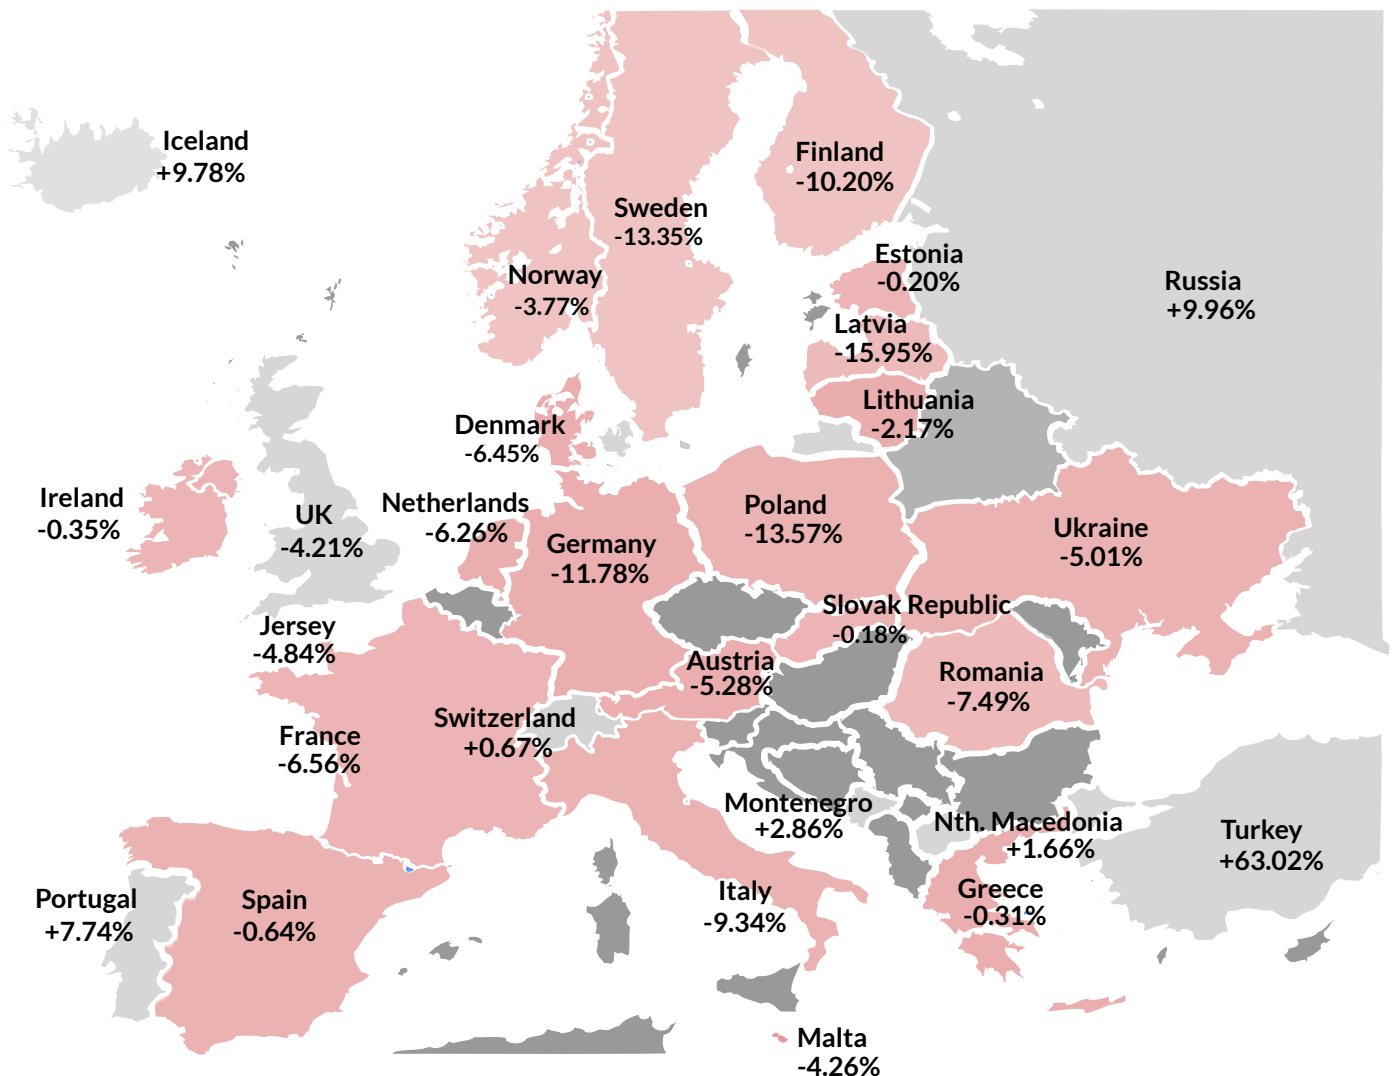 Iceland
+9.78%
Finland
-10.20%
Sweden
-13.35%
Estonia
-0.20%
Norway
-3.77%
Russia
+9.96%
Latvia
-15.95%
Lithuania
-2.17%
Denmark
-6.45%
Ireland
-0.35%
UK
-4.21%
Netherlands
-6.26%
Germany
-11.78%
Poland
-13.57%
Ukraine
-5.01%
Slovak Republic
-0.18%
Jersey
-4.84%
Austria
-5.28%
Romania
-7.49%
Switzerland
+0.67%
France
-6.56%
Montenegro
+2.86%
Nth. Macedonia
+1.66%
Turkey
+63.02%
Portugal
+7.74%
Spain
-0.64%
Italy
-9.34%
Greece
-0.31%
Malta
-4.26%